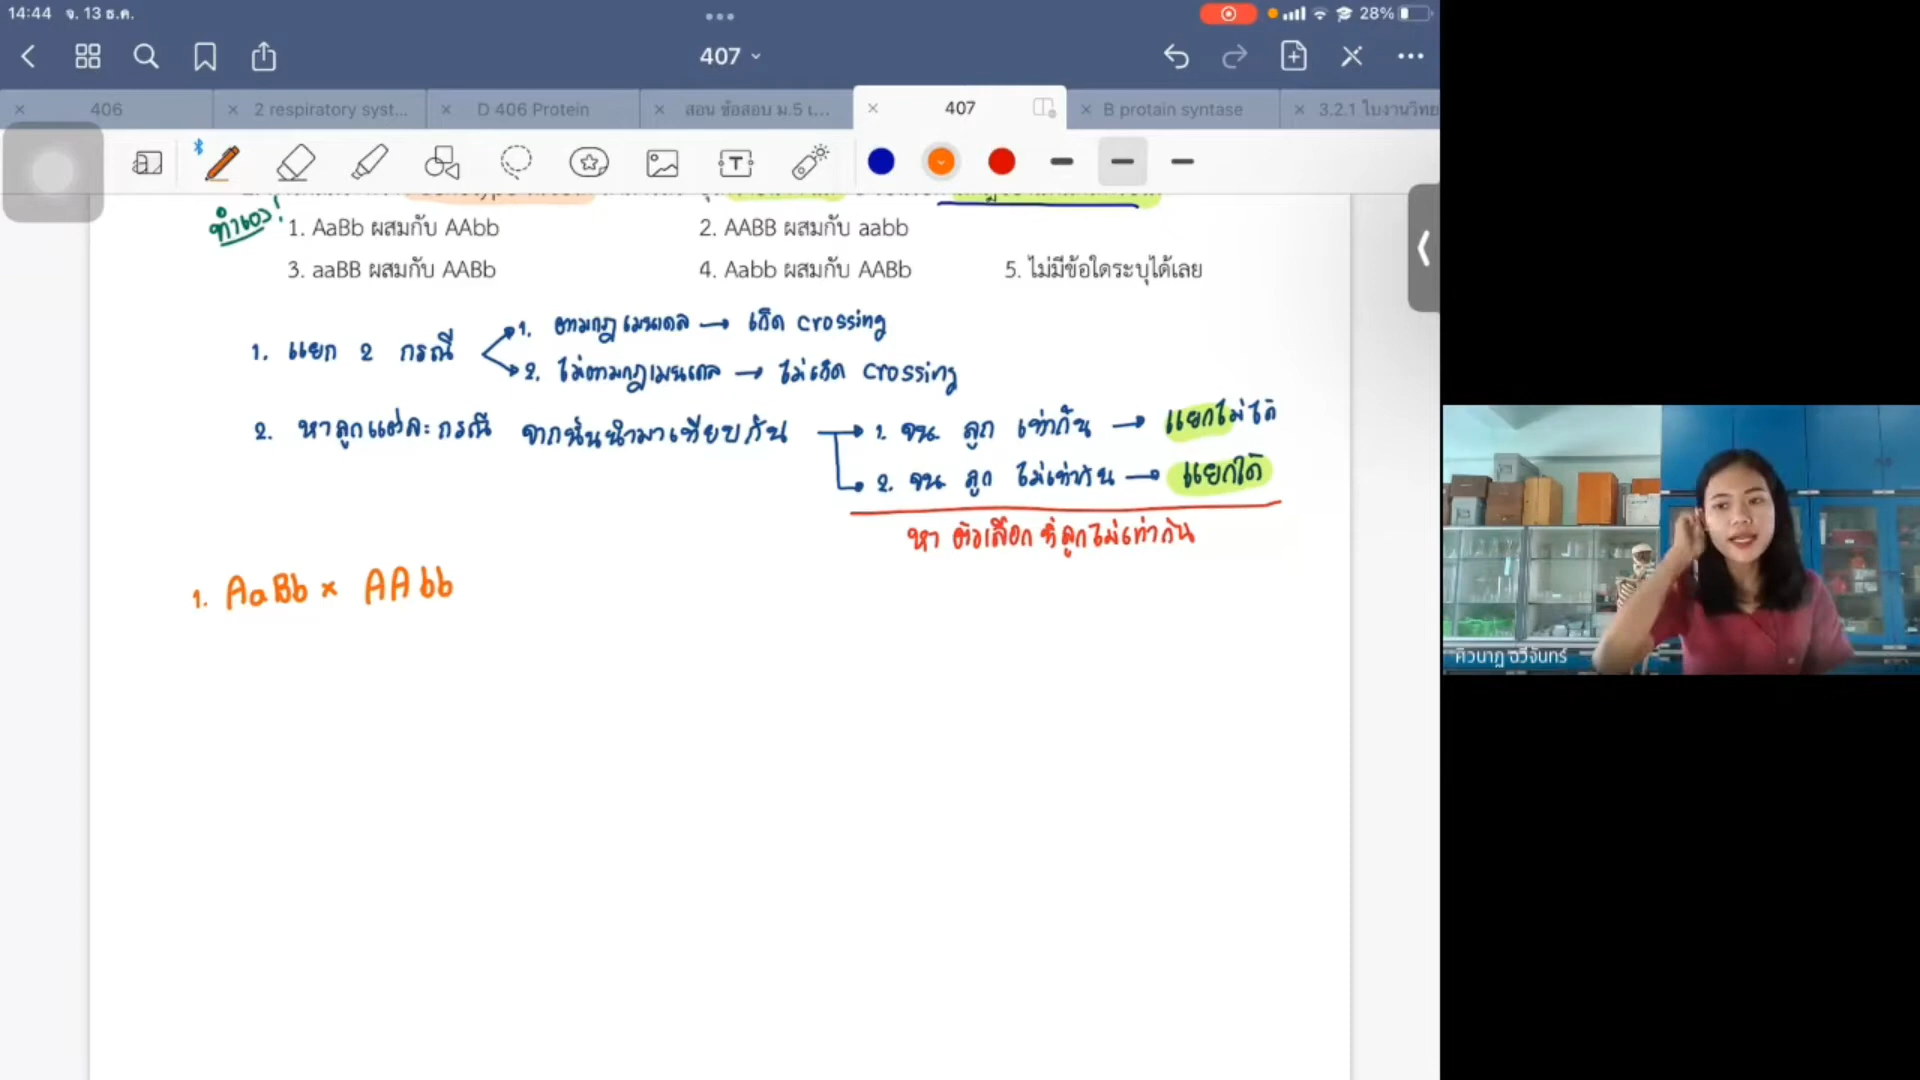 14:44 จ. 13 ธ.ค.
28%
407
406
2 respiratory syst...
D 406 Protein
สอน ข้อสอบ ม.5 เ...
407
B protain syntase
3.2.1 ใบงานวิทย
ทำเอง!
1. AaBb ผสมกับ AAbb
2. AABB ผสมกับ aabb
3. aaBB ผสมกับ AABb
4. Aabb ผสมกับ AABb
5. ไม่มีข้อใดระบุได้เลย
1. แยก 2 กรณี
1. ตามกฎเมนเดล → เกิด crossing
2. ไม่ตามกฎเมนเดล → ไม่เกิด crossing
2. หาลูกแต่ละกรณี จากนั้นนำมาเทียบกัน
1. จน. ลูก เท่ากัน → แยกไม่ได้
2. จน. ลูก ไม่เท่ากัน → แยกได้
หา ตัวเลือก ที่ลูกไม่เท่ากัน
1. AaBb × AAbb
ศิวนาฏ ฉวีจันทร์